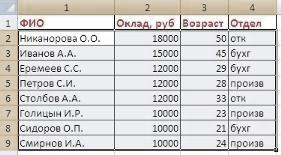 1 2 3 4
1 ФИО Оклад, руб Возраст Отдел
2 Никанорова О.О. 18000 50 отк
3 Иванов А.А. 15000 45 бухг
4 Еремеев С.С. 12000 29 бухг
5 Петров С.И. 12000 28 произв
6 Столбов А.А. 12000 33 отк
7 Голицын И.Р. 10000 23 произв
8 Сидоров О.П. 10000 21 бухг
9 Смирнов И.А. 10000 24 произв